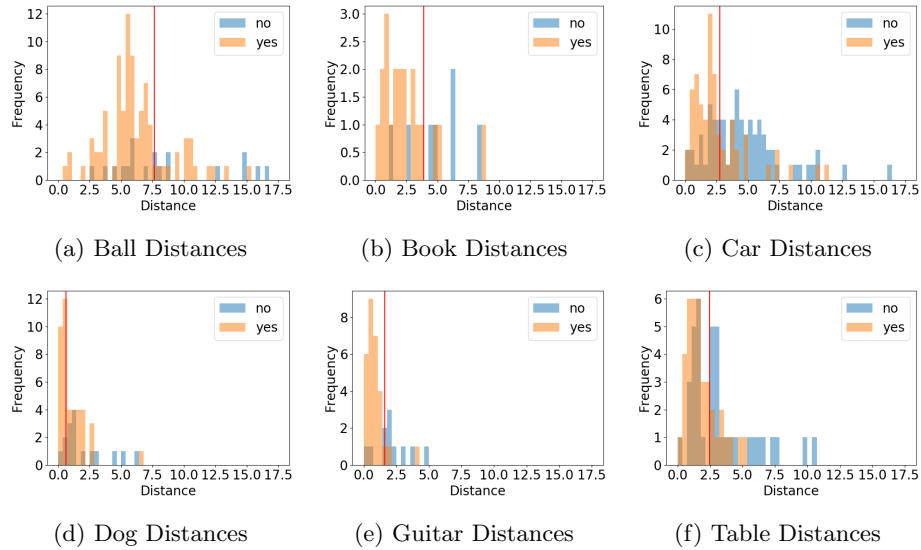 12
10
8
6
4
2
0
Frequency
0.0 2.5 5.0 7.5 10.0 12.5 15.0 17.5
Distance
no
yes
(a) Ball Distances
3.0
2.5
2.0
1.5
1.0
0.5
0.0
Frequency
0.0 2.5 5.0 7.5 10.0 12.5 15.0 17.5
Distance
no
yes
(b) Book Distances
10
8
6
4
2
0
Frequency
0.0 2.5 5.0 7.5 10.0 12.5 15.0 17.5
Distance
no
yes
(c) Car Distances
12
10
8
6
4
2
0
Frequency
0.0 2.5 5.0 7.5 10.0 12.5 15.0 17.5
Distance
no
yes
(d) Dog Distances
8
6
4
2
0
Frequency
0.0 2.5 5.0 7.5 10.0 12.5 15.0 17.5
Distance
no
yes
(e) Guitar Distances
6
5
4
3
2
1
0
Frequency
0.0 2.5 5.0 7.5 10.0 12.5 15.0 17.5
Distance
no
yes
(f) Table Distances